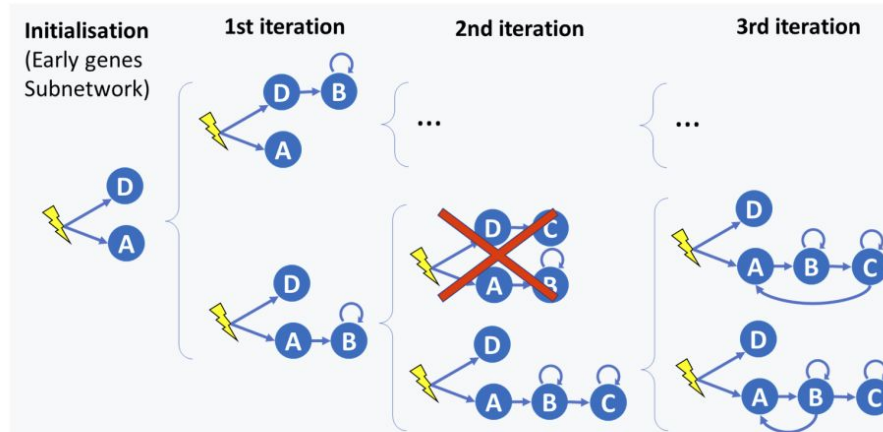 Initialisation
(Early genes
Subnetwork)
1st iteration
2nd iteration
3rd iteration
D
A
D B
A
...
...
D
A B
D C
A B
D
A B C
D
A B C
D
A B C